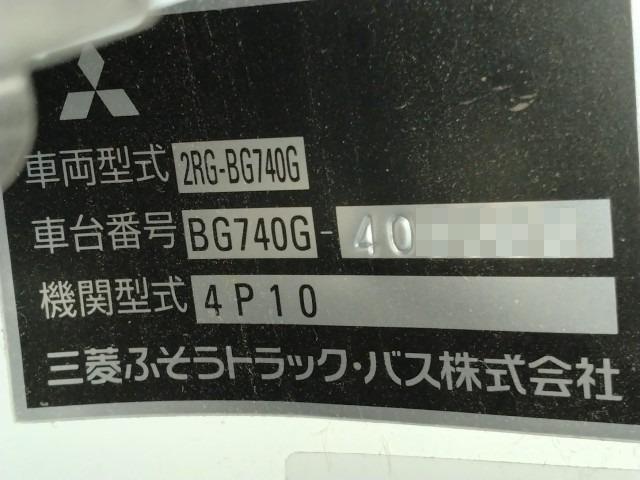 車両型式 2RG-BG740G
車台番号 BG740G-40
機関型式 4P10
三菱ふそうトラック・バス株式会社